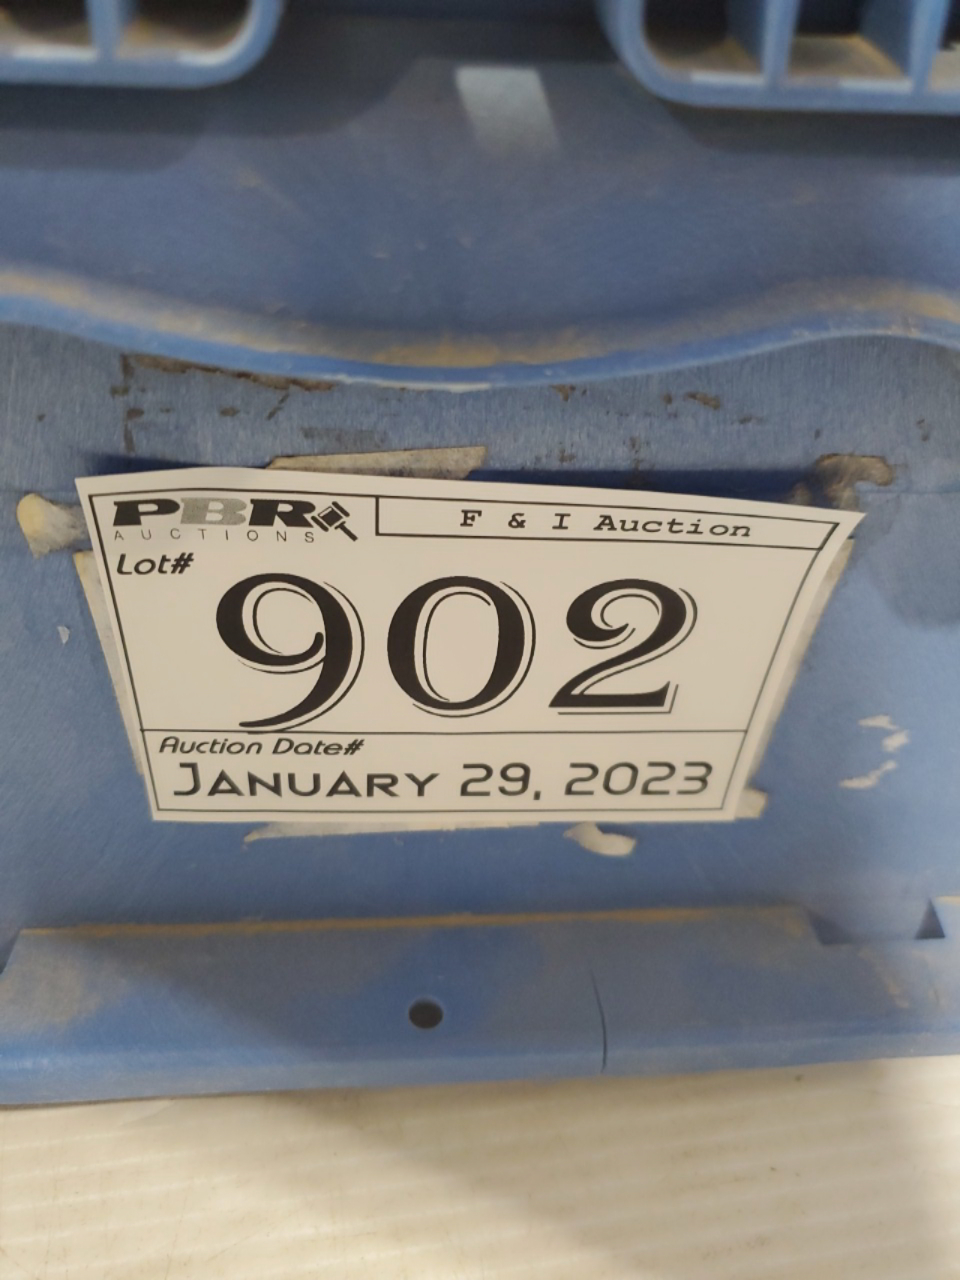 PBR
AUCTIONS
F & I Auction
Lot#
902
Auction Date#
January 29, 2023